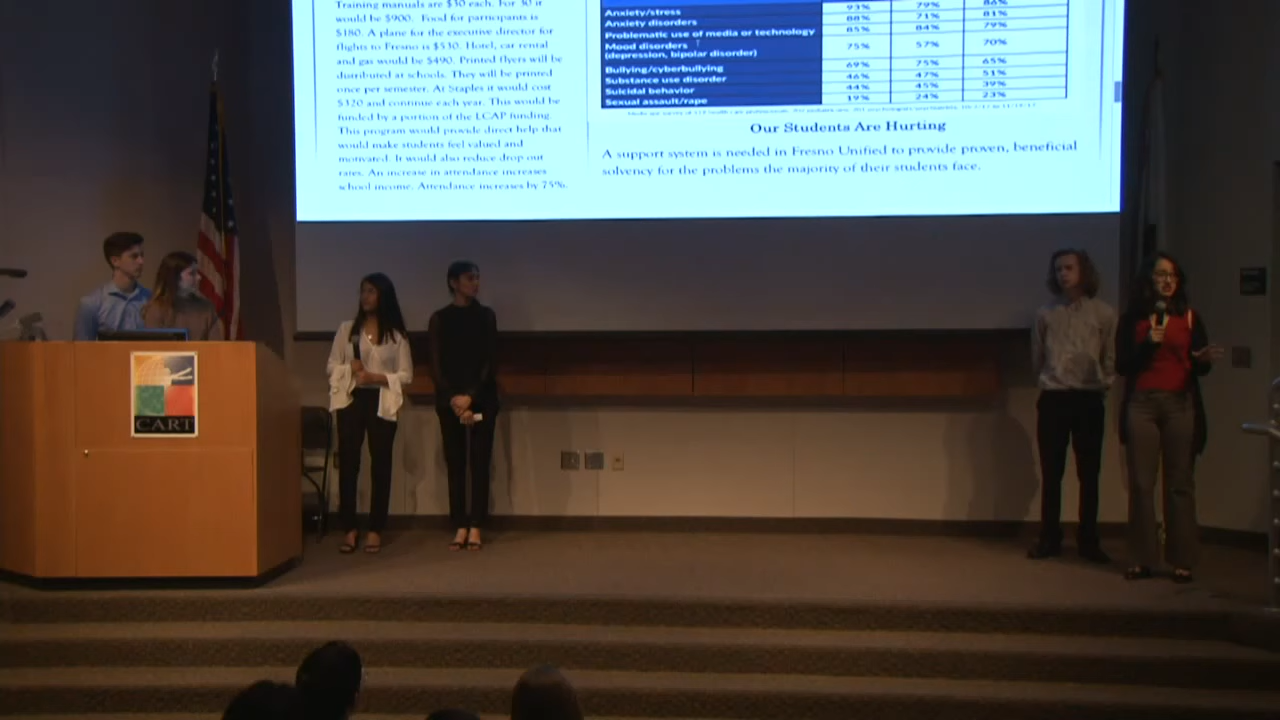 Training manuals are $30 each. For 30 it
would be $900. Food for participants is
$180. A plane for the executive director for
flights to Fresno is $530. Hotel, car rental
and gas would be $490. Printed flyers will be
distributed at schools. They will be printed
once per semester. At Staples it would cost
$320 and continue each year. This would be
funded by a portion of the LCAP funding.
This program would provide direct help that
would make students feel valued and
motivated. It would also reduce drop out
rates. An increase in attendance increases
school income. Attendance increases by 75%.
Anxiety/stress 93% 79% 86%
Anxiety disorders 88% 71% 81%
Problematic use of media or technology 85% 84% 79%
Mood disorders
(depression, bipolar disorder) 75% 57% 70%
Bullying/cyberbullying 69% 75% 65%
Substance use disorder 46% 47% 51%
Suicidal behavior 44% 45% 39%
Sexual assault/rape 19% 24% 23%
Our Students Are Hurting
A support system is needed in Fresno Unified to provide proven, beneficial
solvency for the problems the majority of their students face.
CART